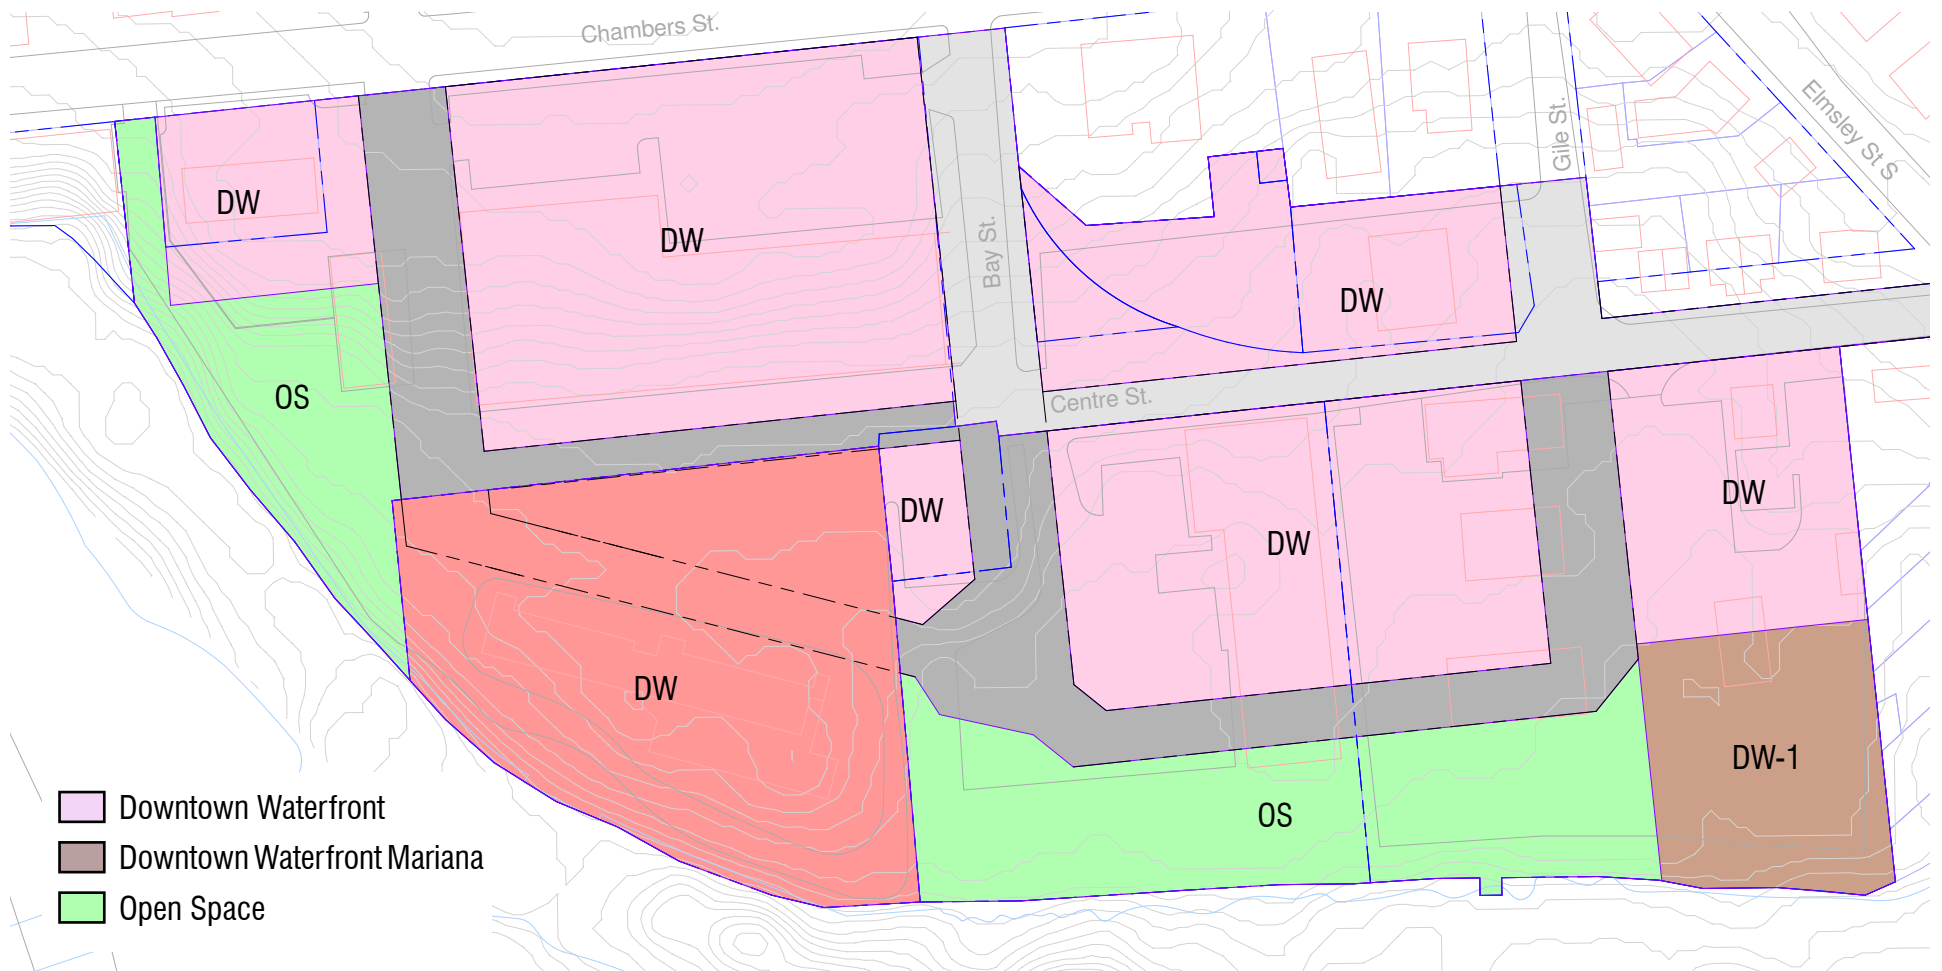 Chambers St.
Elmsley St S
Gile St.
DW
DW
Bay St.
DW
OS
Centre St.
DW
DW
DW
DW
DW-1
OS
Downtown Waterfront
Downtown Waterfront Mariana
Open Space